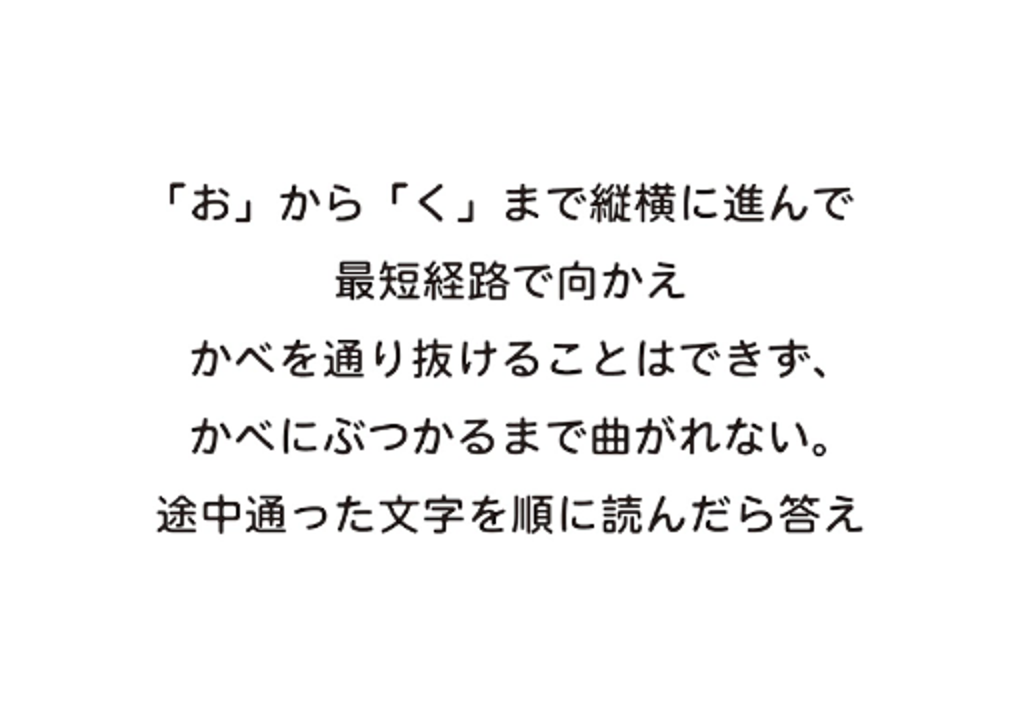 「お」から「く」まで縦横に進んで
最短経路で向かえ
かべを通り抜けることはできず、
かべにぶつかるまで曲がれない。
途中通った文字を順に読んだら答え